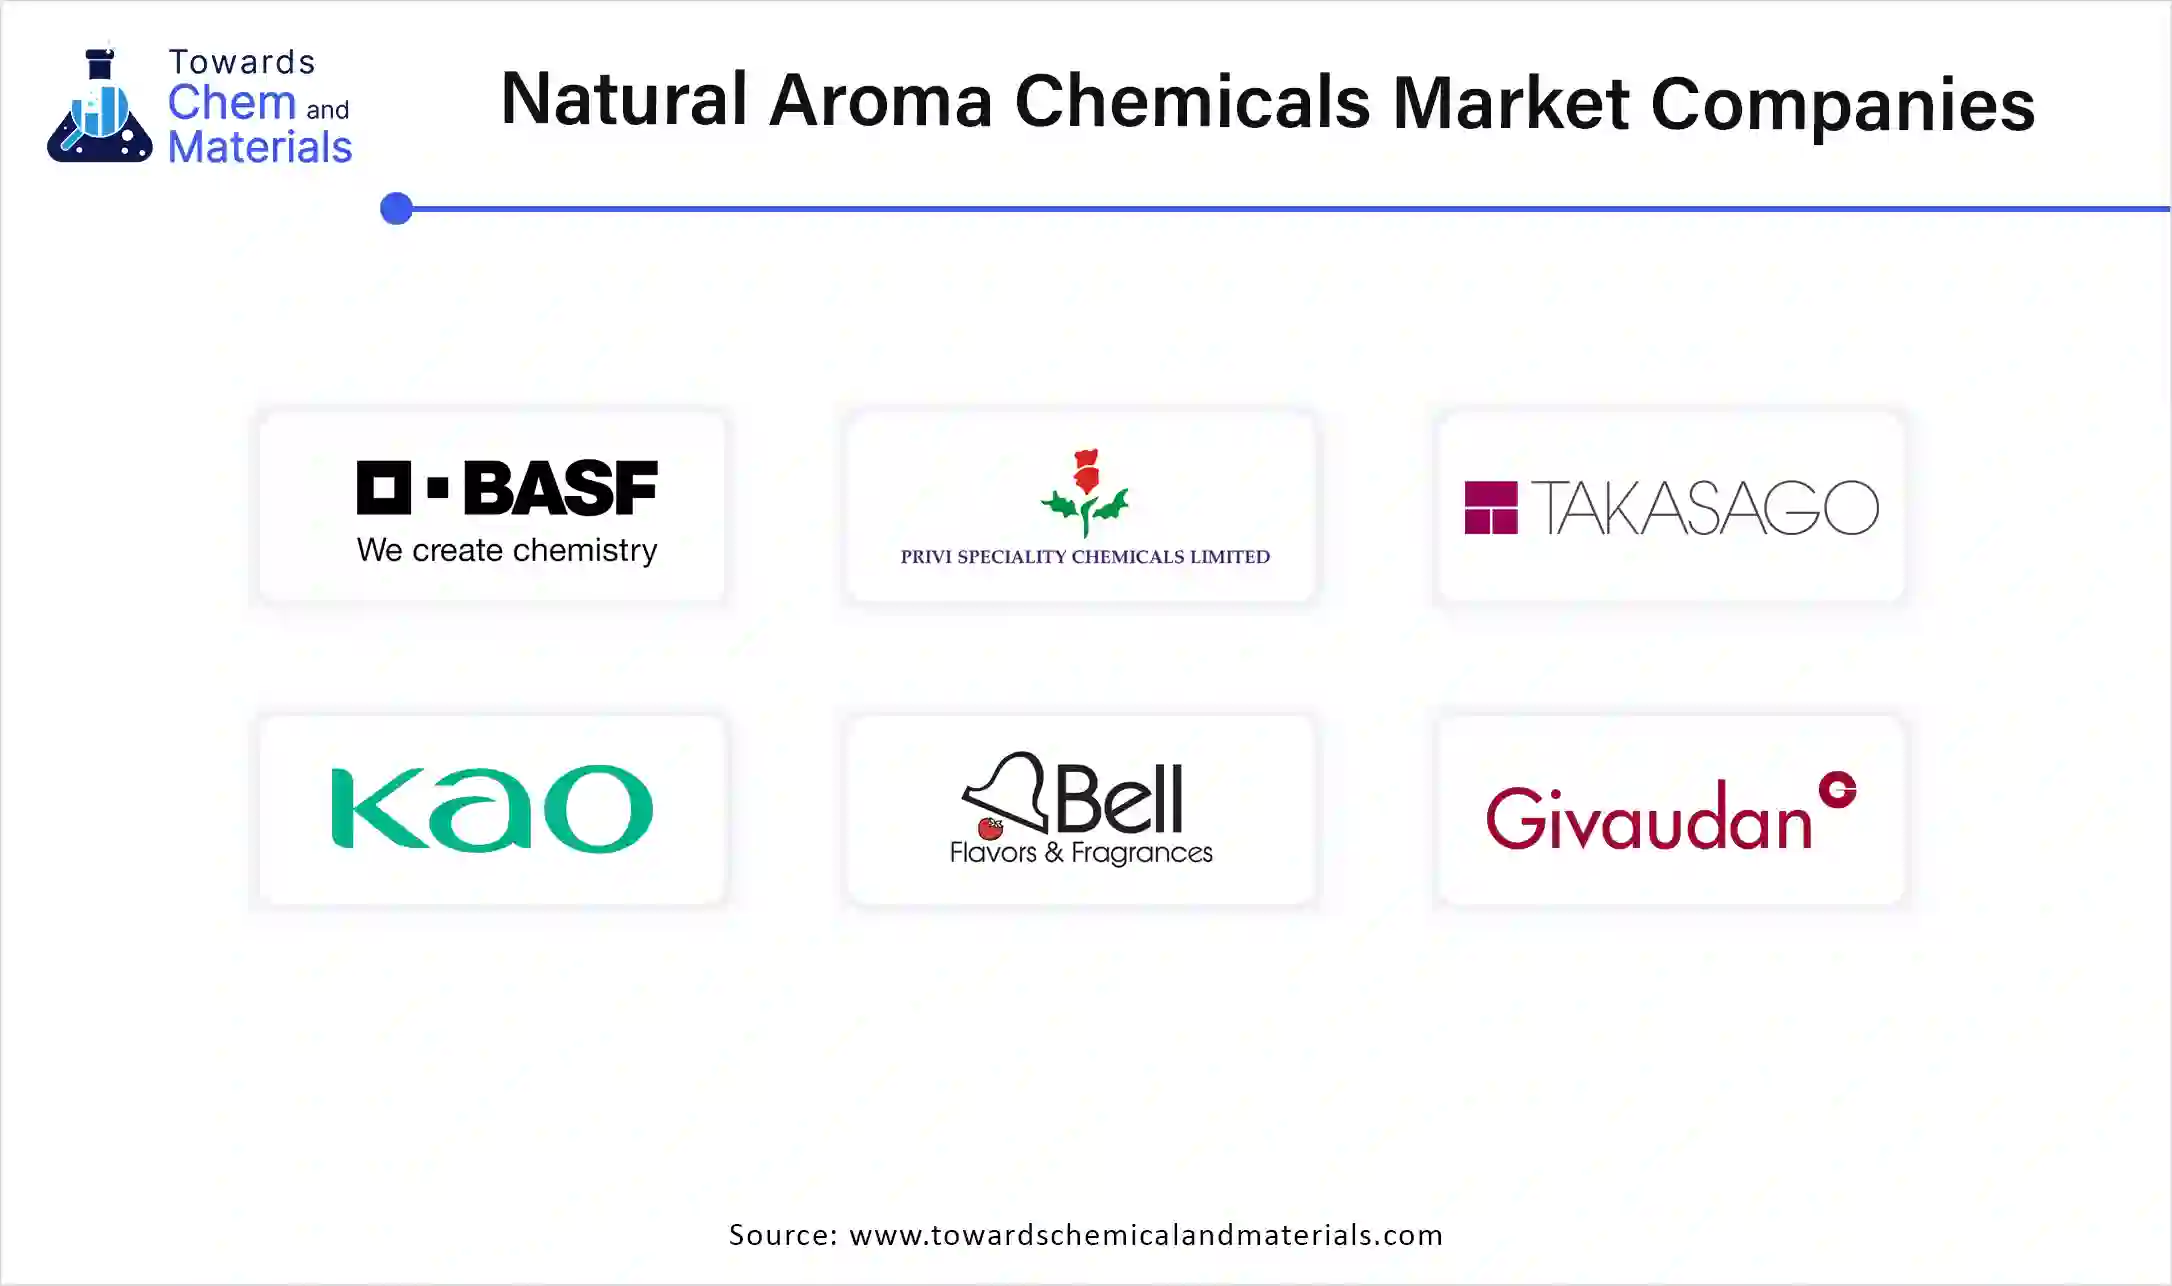 Towards
Chem and
Materials
Natural Aroma Chemicals Market Companies
BASF
We create chemistry
PRIVI SPECIALITY CHEMICALS LIMITED
TAKASAGO
Kao
Bell
Flavors & Fragrances
Givaudan
Source: www.towardschemicalandmaterials.com